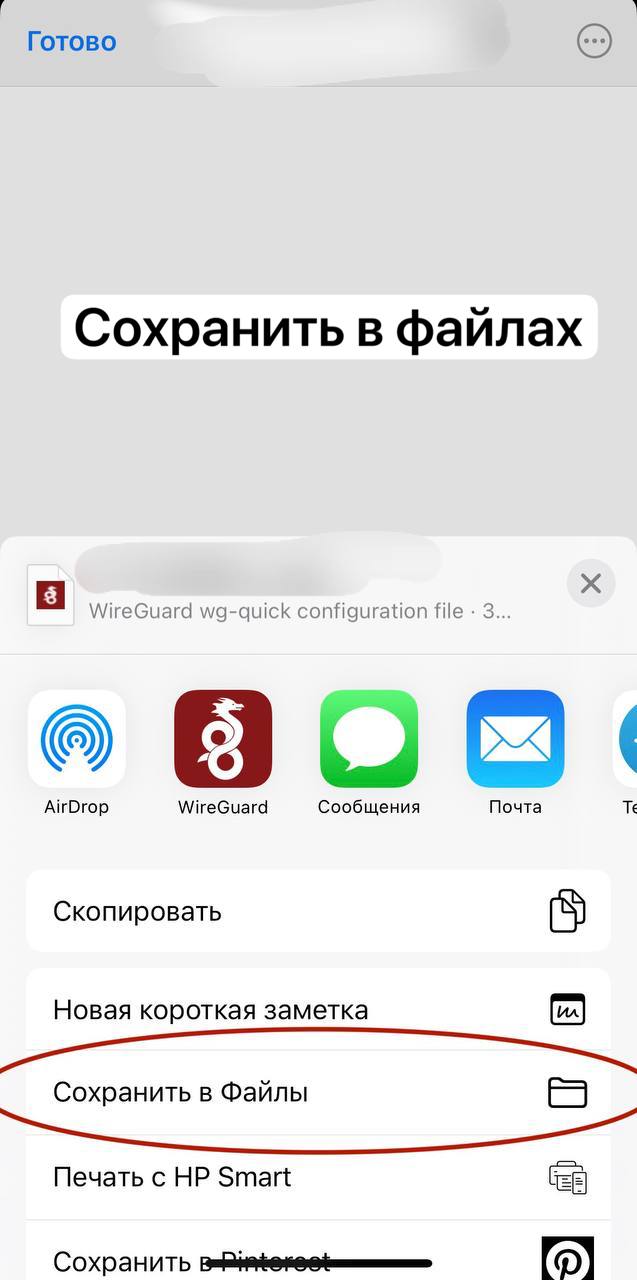 Готово
Сохранить в файлах
WireGuard wg-quick configuration file · 3...
AirDrop
WireGuard
Сообщения
Почта
Скопировать
Новая короткая заметка
Сохранить в Файлы
Печать с HP Smart
Сохранить в Pinterest